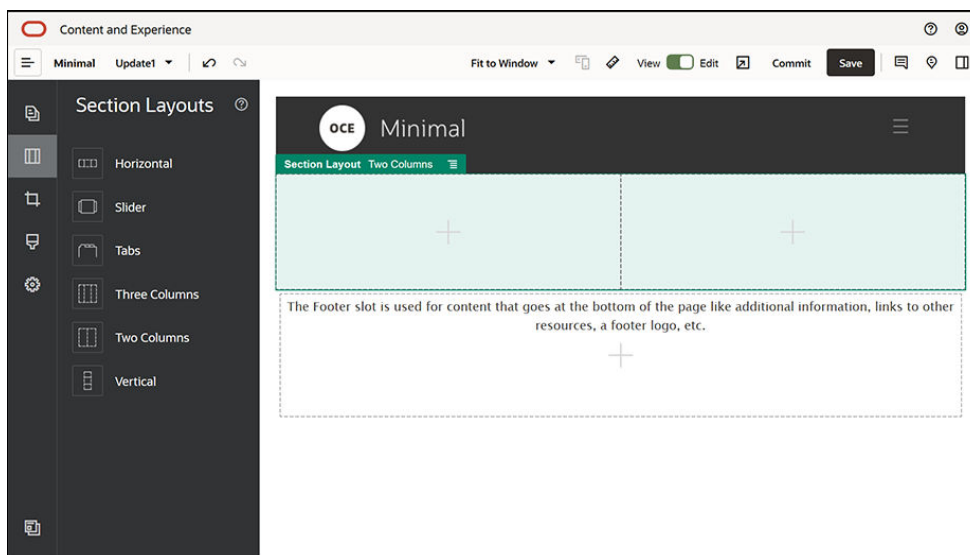 Content and Experience
Minimal Update1 Fit to Window View Edit Commit Save
Section Layouts
Horizontal
Slider
Tabs
Three Columns
Two Columns
Vertical
OCE Minimal
Section Layout Two Columns
The Footer slot is used for content that goes at the bottom of the page like additional information, links to other
resources, a footer logo, etc.